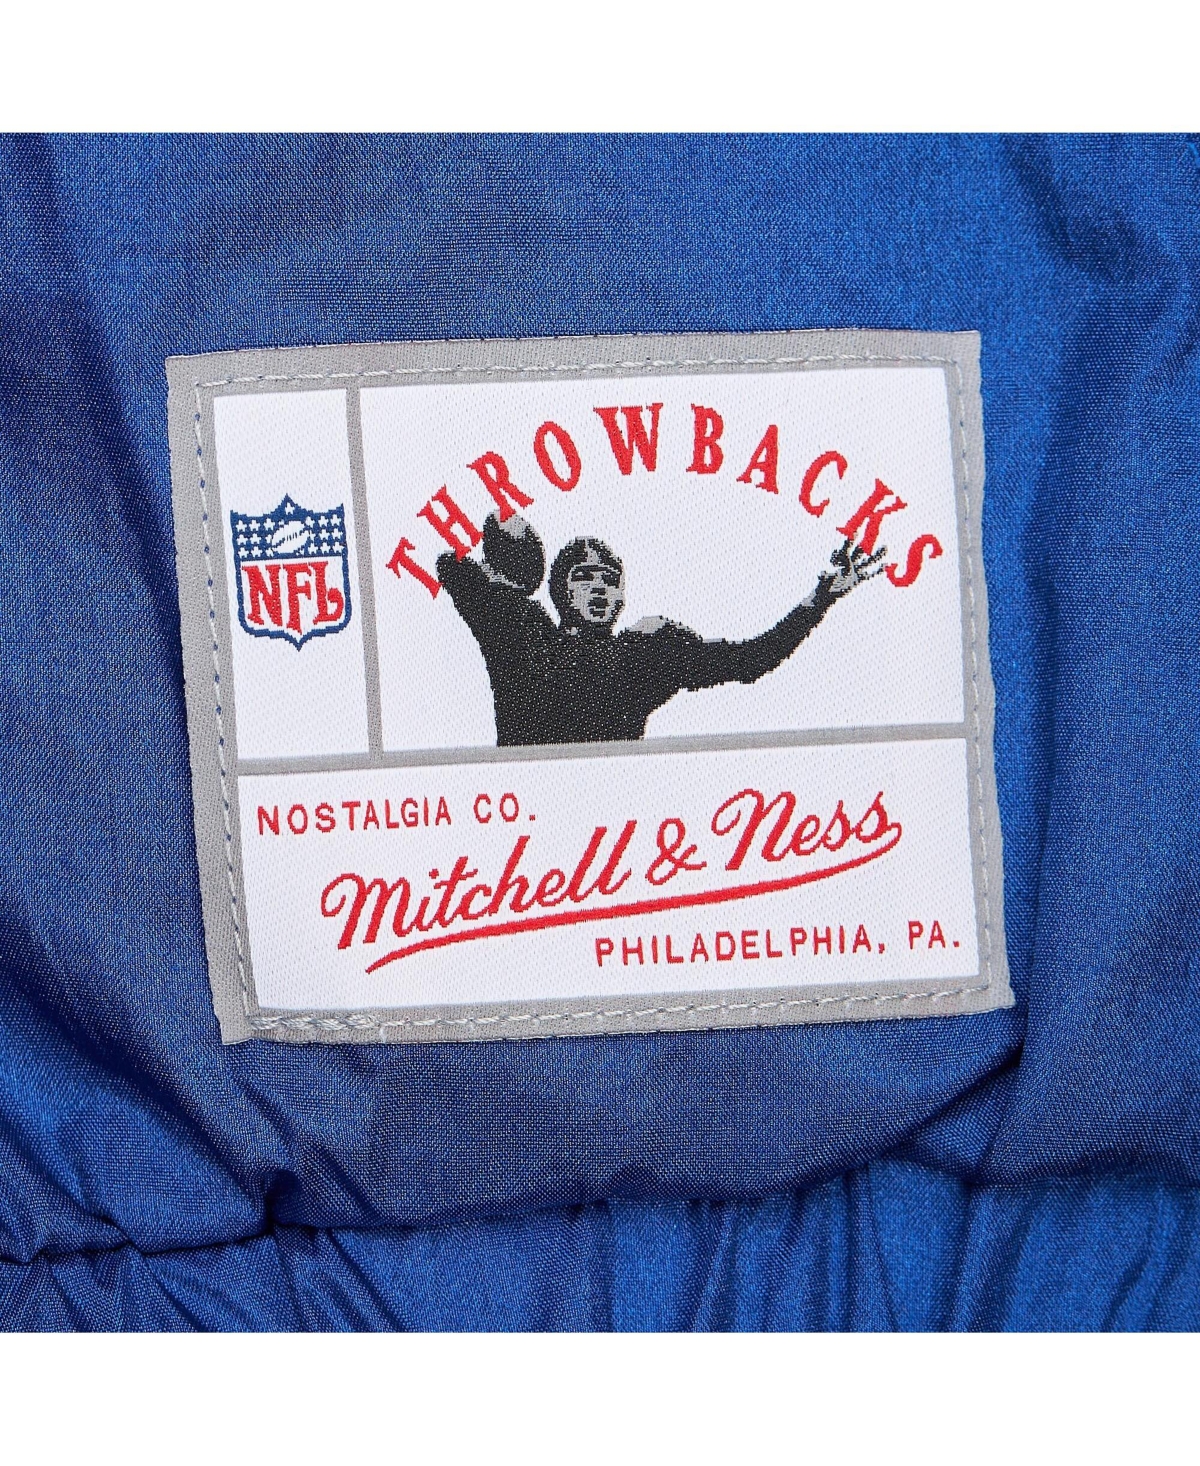 THROWBACKS
NFL
NOSTALGIA CO.
Mitchell & Ness
PHILADELPHIA, PA.